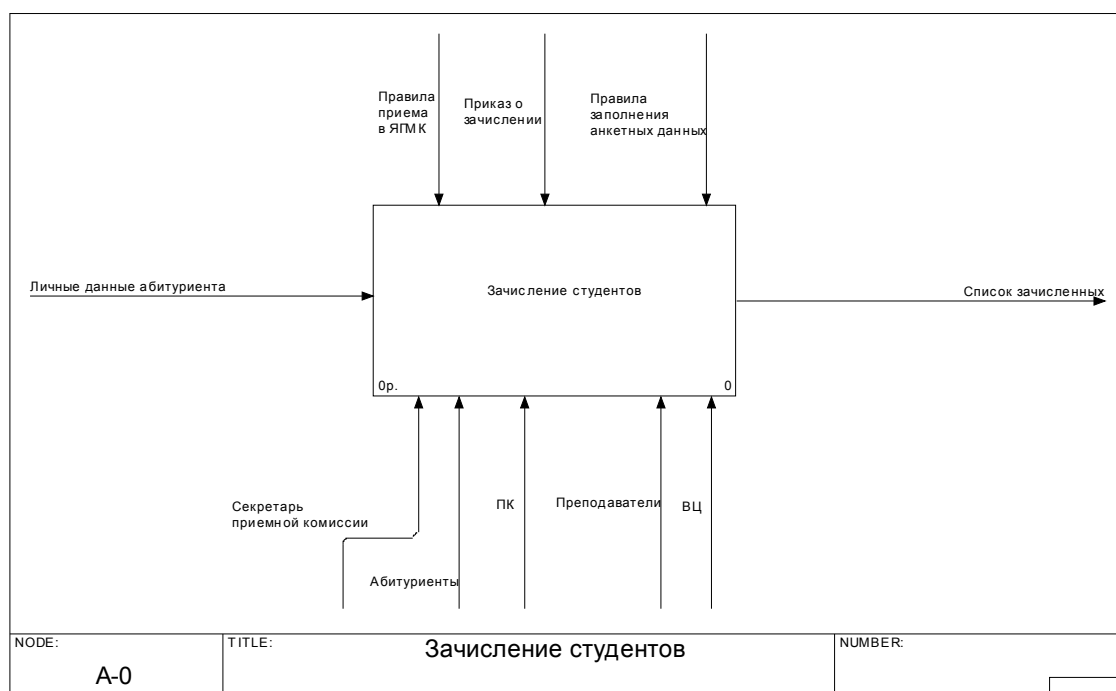 Правила
приема
в ЯГМК
Приказ о
зачислении
Правила
заполнения
анкетных данных
Личные данные абитуриента
Зачисление студентов
Список зачисленных
0р.
0
Секретарь
приемной комиссии
Абитуриенты
ПК
Преподаватели
ВЦ
NODE:
A-0
TITLE:
Зачисление студентов
NUMBER: